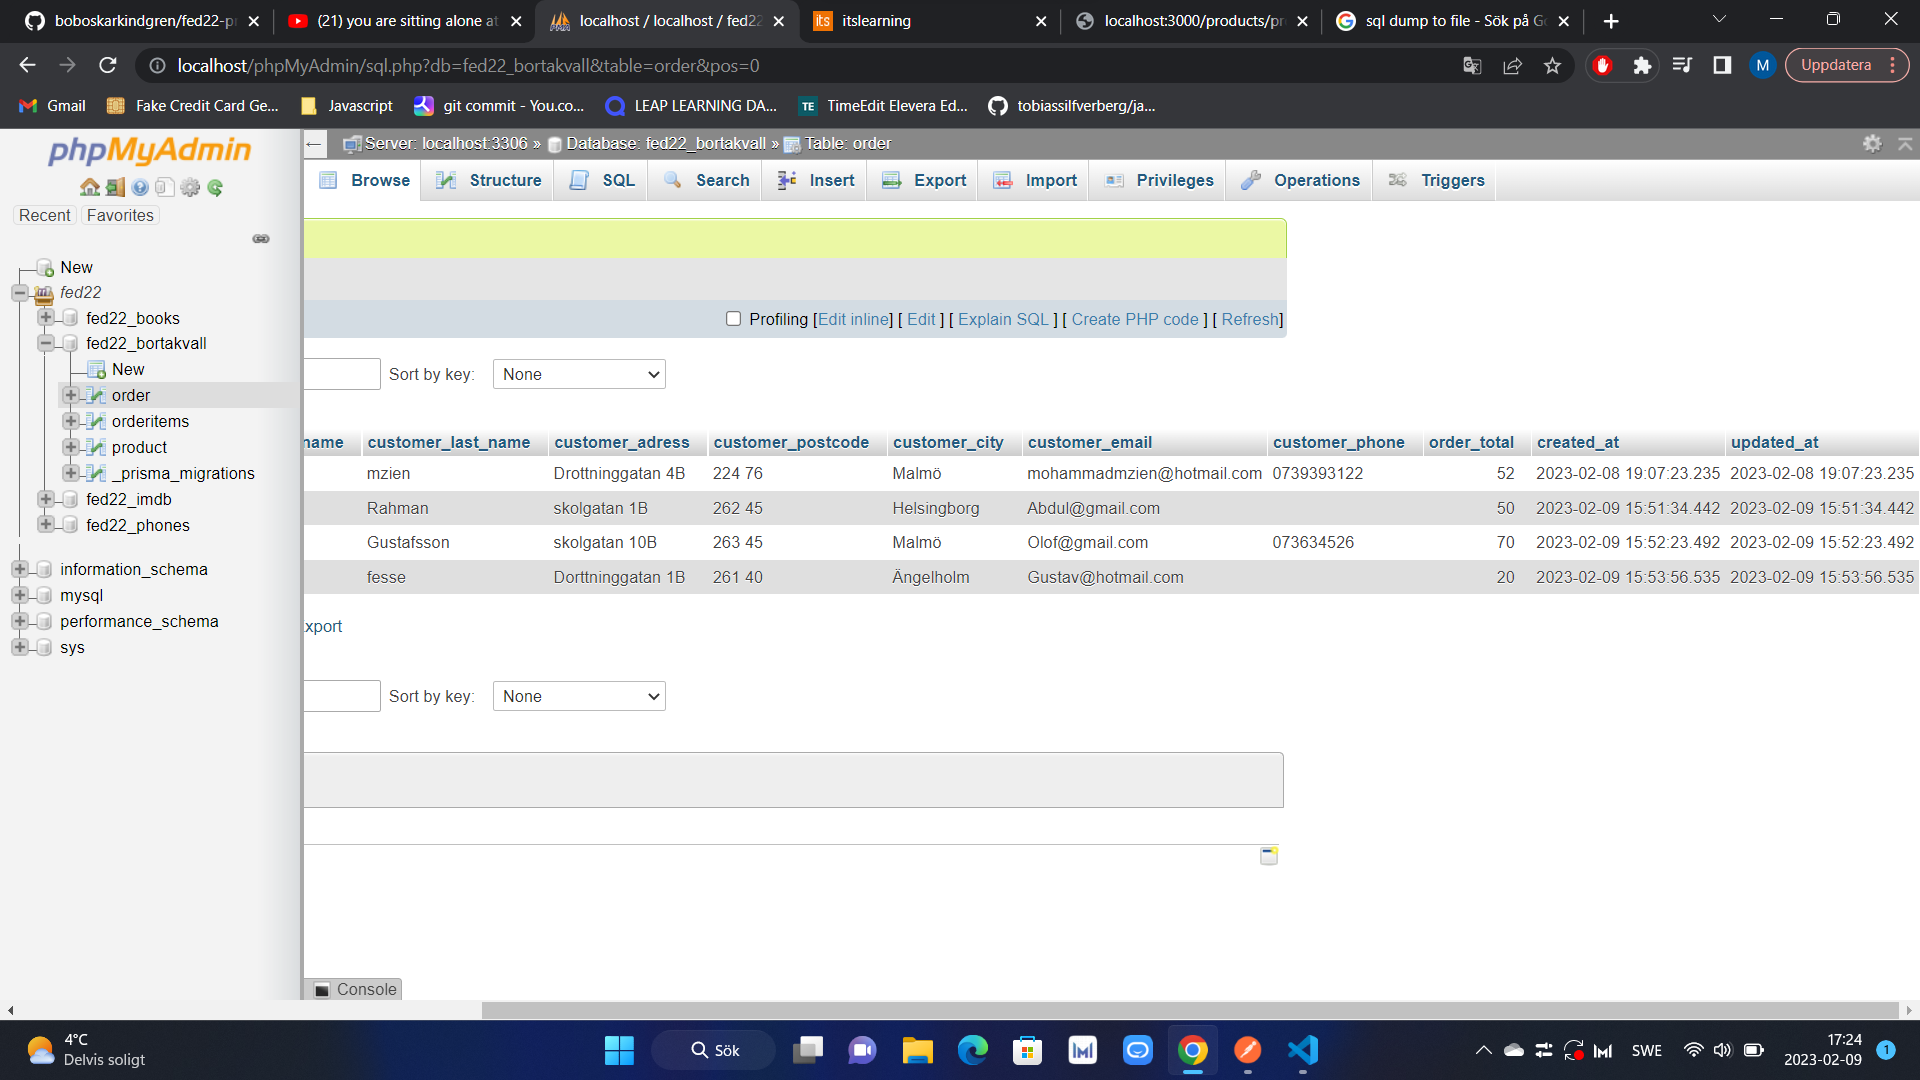 boboskarkindgren/fed22-pr
(21) you are sitting alone at
localhost / localhost / fed22
itslearning
localhost:3000/products/pr
sql dump to file - Sök på Go
localhost/phpMyAdmin/sql.php?db=fed22_bortakvall&table=order&pos=0
M
Uppdatera
Gmail
Fake Credit Card Ge...
Javascript
git commit - You.co...
LEAP LEARNING DA...
TE TimeEdit Elevera Ed...
tobiassilfverberg/ja...
phpMyAdmin
Recent Favorites
New
fed22
fed22_books
fed22_bortakvall
New
order
orderitems
product
_prisma_migrations
fed22_imdb
fed22_phones
information_schema
mysql
performance_schema
sys
Server: localhost:3306 » Database: fed22_bortakvall » Table: order
Browse Structure SQL Search Insert Export Import Privileges Operations Triggers
Profiling [Edit inline] [ Edit ] [ Explain SQL ] [ Create PHP code ] [ Refresh]
Sort by key: None
name customer_last_name customer_adress customer_postcode customer_city customer_email customer_phone order_total created_at updated_at
mzien Drottninggatan 4B 224 76 Malmö mohammadmzien@hotmail.com 0739393122 52 2023-02-08 19:07:23.235 2023-02-08 19:07:23.235
Rahman skolgatan 1B 262 45 Helsingborg Abdul@gmail.com 50 2023-02-09 15:51:34.442 2023-02-09 15:51:34.442
Gustafsson skolgatan 10B 263 45 Malmö Olof@gmail.com 073634526 70 2023-02-09 15:52:23.492 2023-02-09 15:52:23.492
fesse Dorttninggatan 1B 261 40 Ängelholm Gustav@hotmail.com 20 2023-02-09 15:53:56.535 2023-02-09 15:53:56.535
xport
Sort by key: None
Console
4°C
Delvis soligt
Sök
SWE
17:24
2023-02-09
1